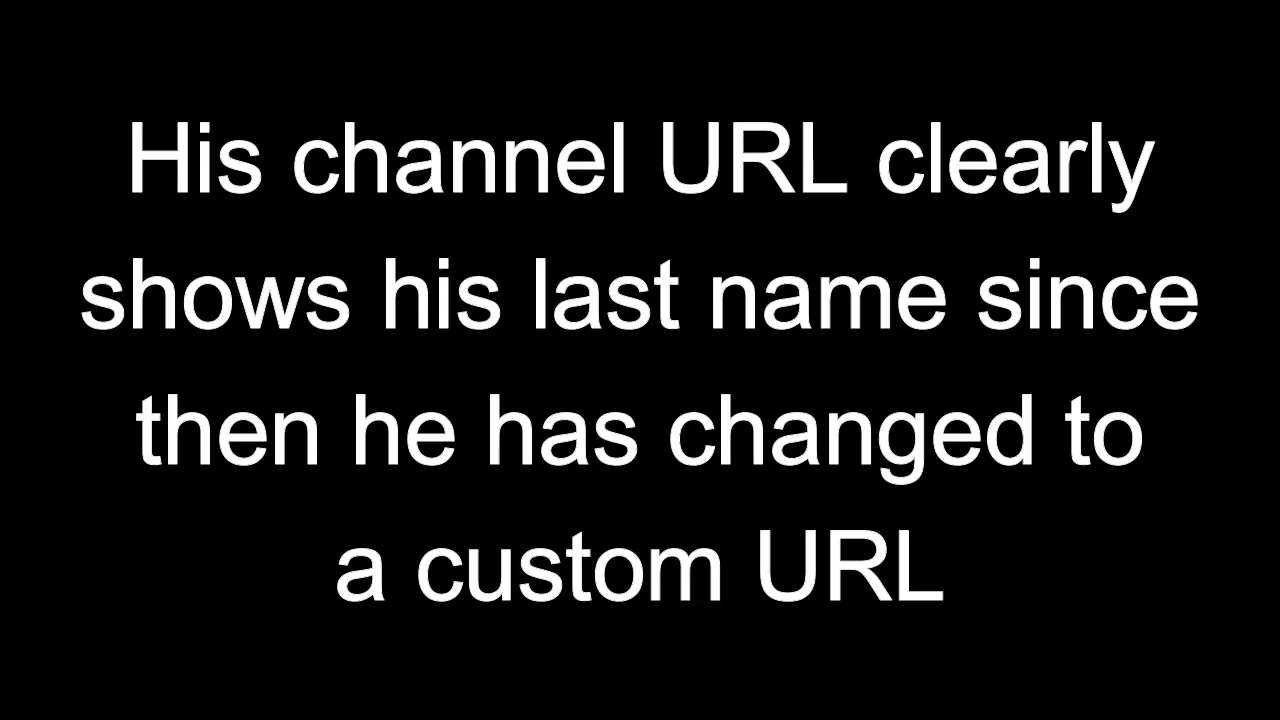 His channel URL clearly
shows his last name since
then he has changed to
a custom URL